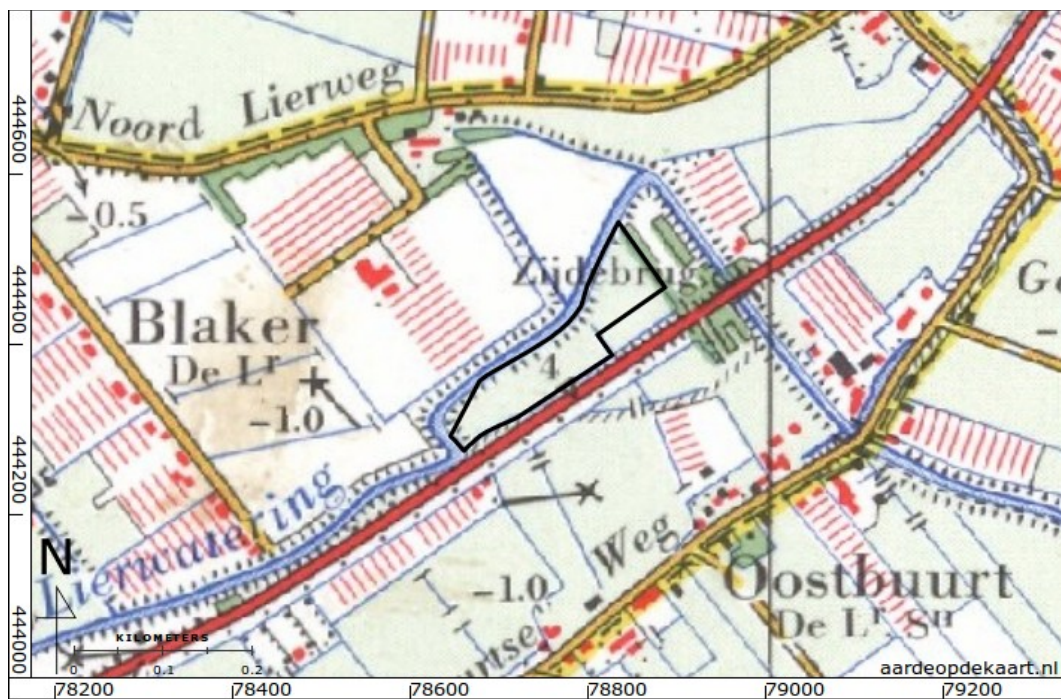 Noord Lierweg
444600
-0.5
Zijdebrug
Blaker
De Lr
4
444400
-1.0
444200
Lierwatering
Weg
-1.0
Oostbuurt
De Lr Sn
N
KILOMETERS
0 0.1 0.2
444000
aardeopdekaart.nl
78200 78400 78600 78800 79000 79200